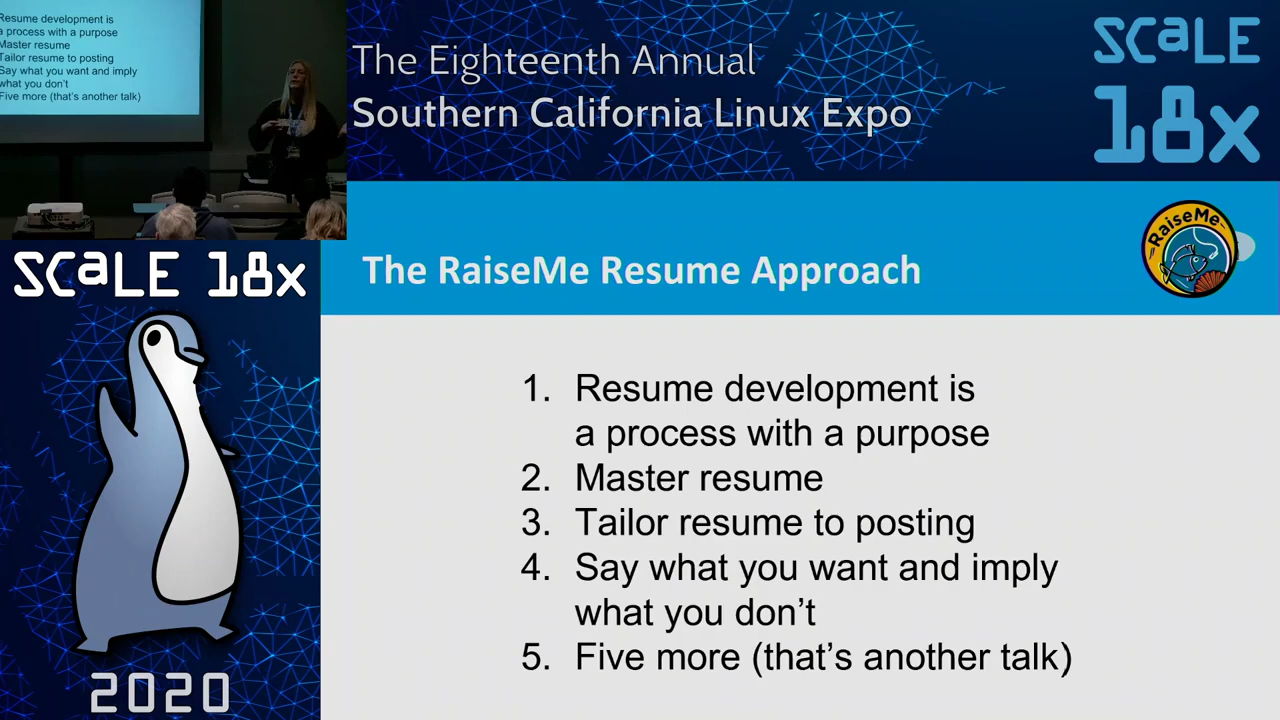 Resume development is
a process with a purpose
Master resume
Tailor resume to posting
Say what you want and imply
what you don't
Five more (that's another talk)
The Eighteenth Annual
Southern California Linux Expo
SCaLE
18x
SCaLE 18x
2020
The RaiseMe Resume Approach
RaiseMe
1. Resume development is
a process with a purpose
2. Master resume
3. Tailor resume to posting
4. Say what you want and imply
what you don't
5. Five more (that's another talk)